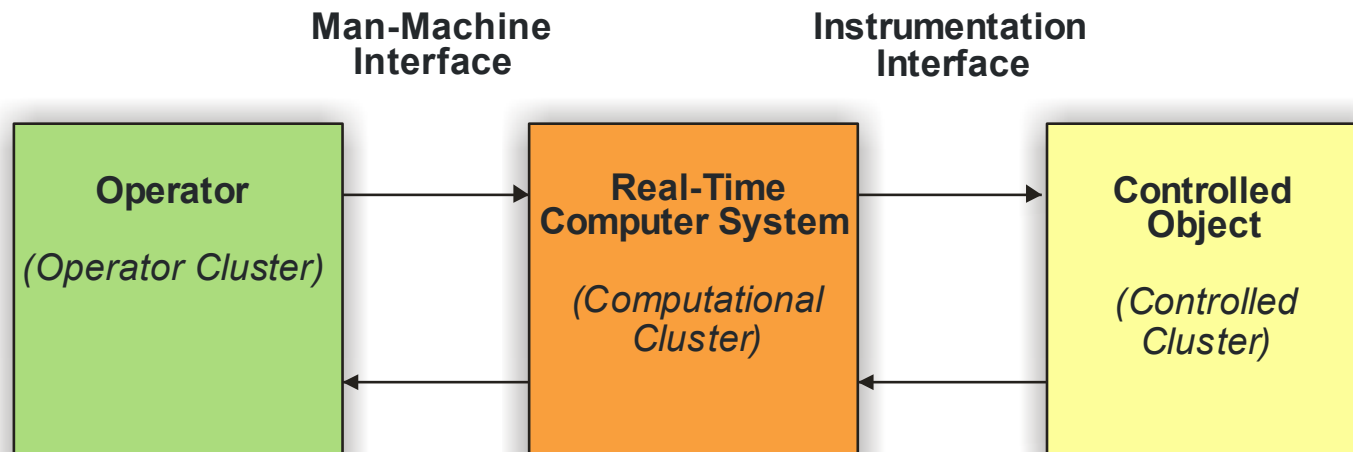 Man-Machine
Interface
Instrumentation
Interface
Operator
(Operator Cluster)
Real-Time
Computer System
(Computational
Cluster)
Controlled
Object
(Controlled
Cluster)